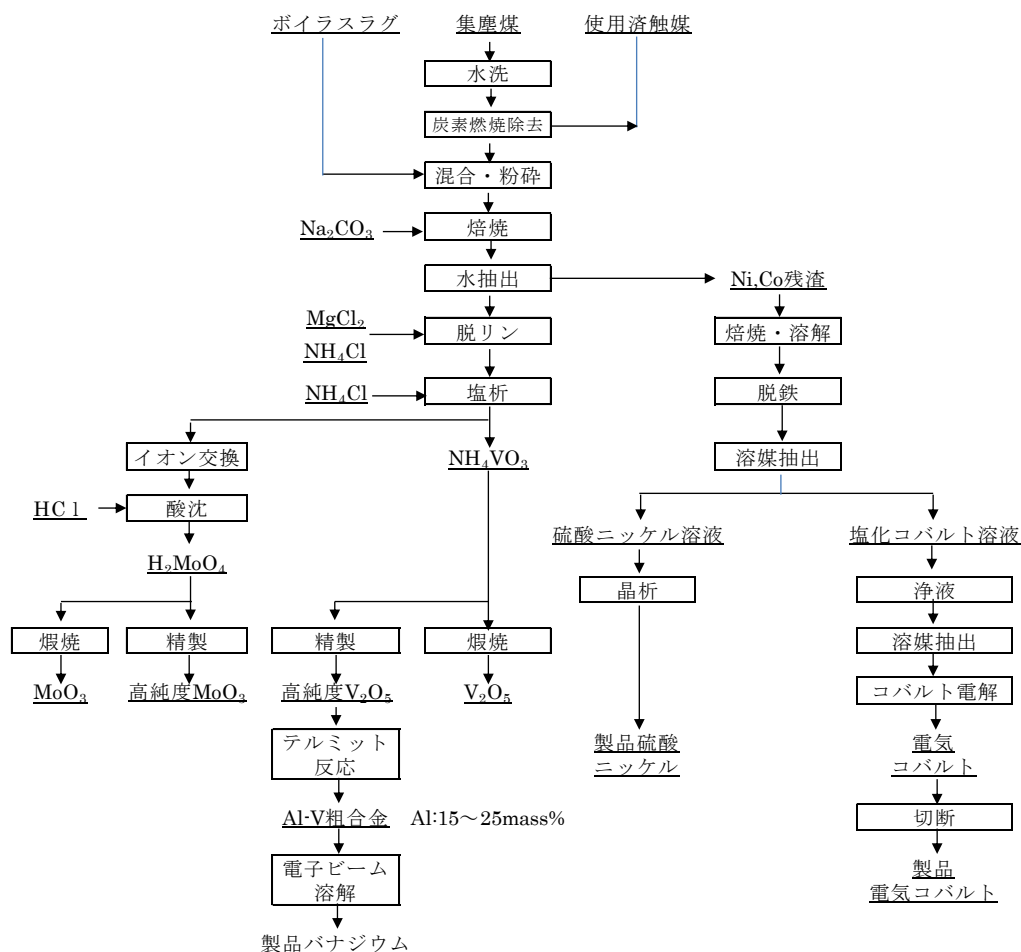 ボイラスラグ 集塵煤 使用済触媒
水洗
炭素燃焼除去
混合・粉砕
Na₂CO₃ 焙焼
水抽出 Ni,Co残渣
MgCl₂ 脱リン 焙焼・溶解
NH₄Cl
NH₄Cl 塩析 脱鉄
イオン交換 NH₄VO₃ 溶媒抽出
HCl 酸沈
硫酸ニッケル溶液 塩化コバルト溶液
H₂MoO₄
晶析 浄液
煆焼 精製 精製 煆焼 溶媒抽出
MoO₃ 高純度MoO₃ 高純度V₂O₅ V₂O₅ コバルト電解
テルミット
反応
製品硫酸
ニッケル
電気
コバルト
Al-V粗合金 Al:15～25mass% 切断
電子ビーム
溶解
製品
電気コバルト
製品バナジウム